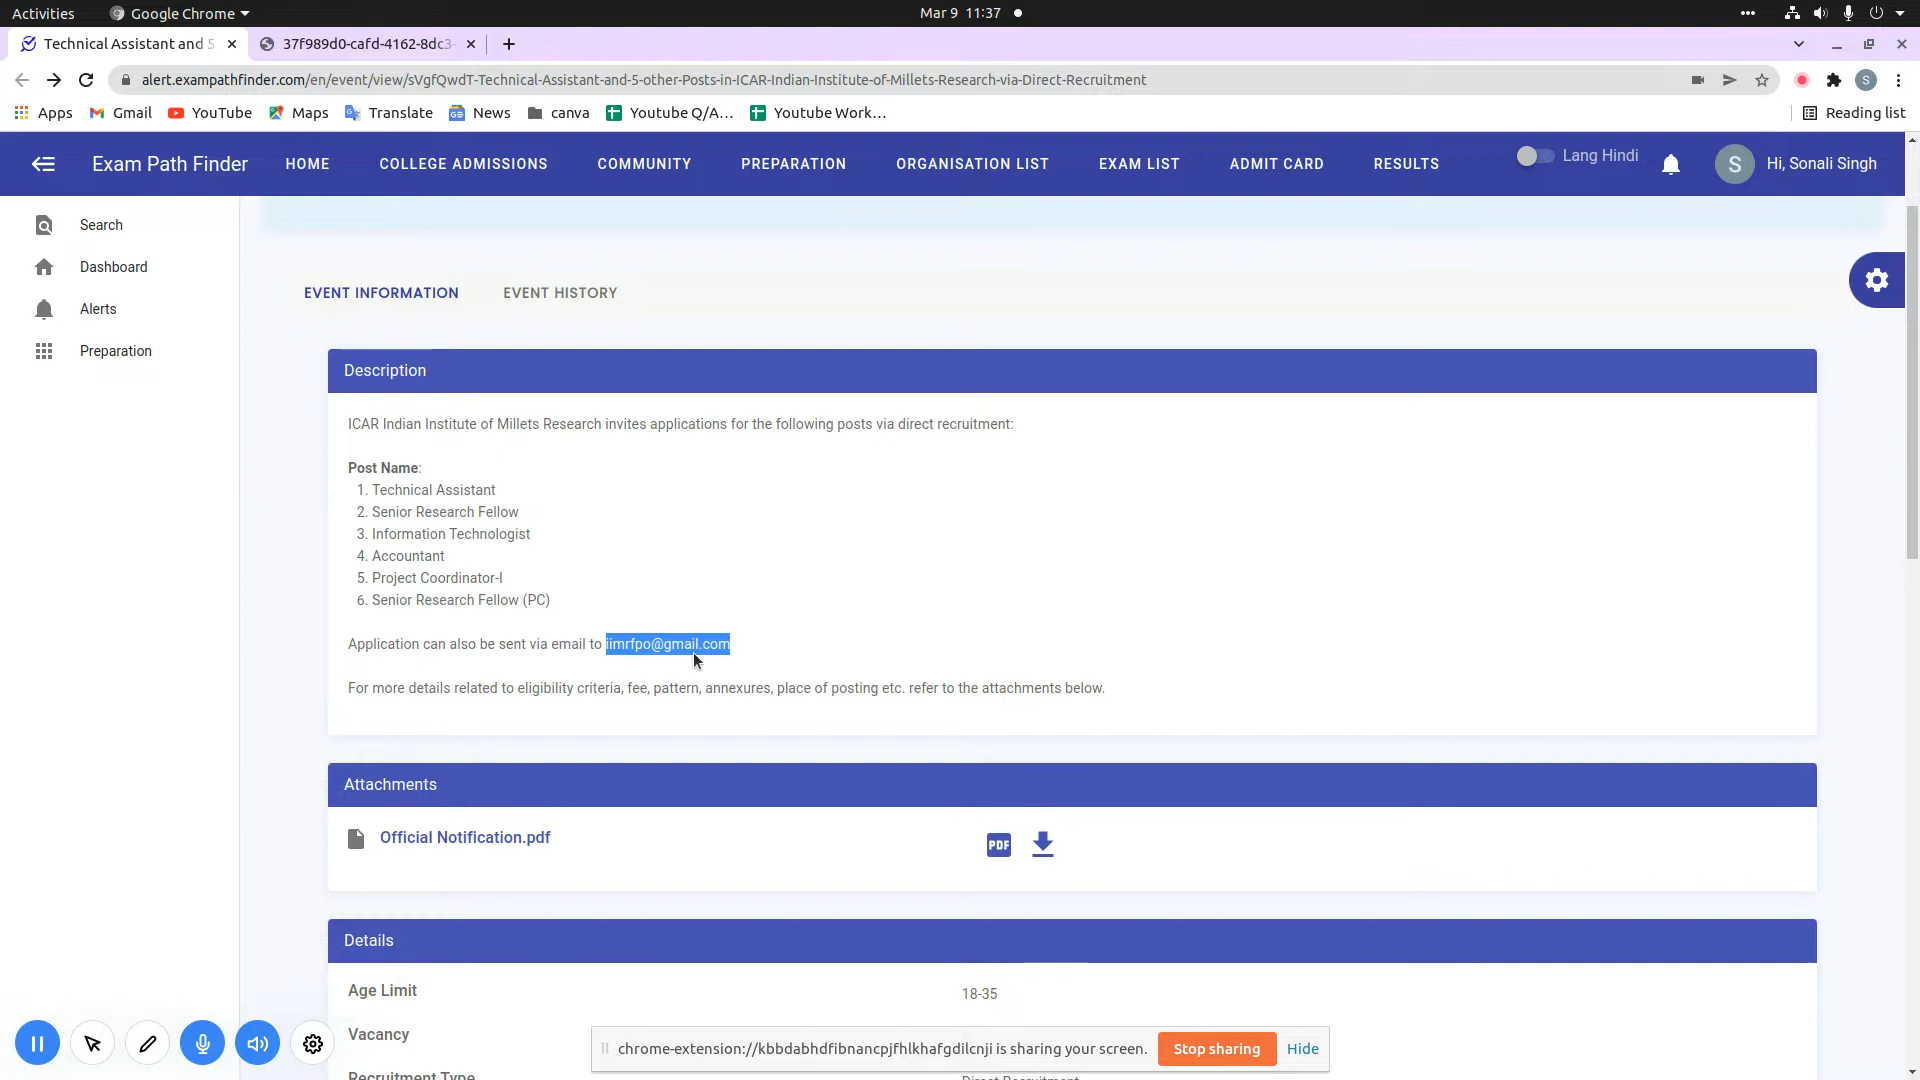 Activities Google Chrome Mar 9 11:37
Technical Assistant and 5 37f989d0-cafd-4162-8dc3-
alert.exampathfinder.com/en/event/view/sVgfQwdT-Technical-Assistant-and-5-other-Posts-in-ICAR-Indian-Institute-of-Millets-Research-via-Direct-Recruitment S
Apps Gmail YouTube Maps Translate News canva Youtube Q/A... Youtube Work... Reading list
Exam Path Finder HOME COLLEGE ADMISSIONS COMMUNITY PREPARATION ORGANISATION LIST EXAM LIST ADMIT CARD RESULTS Lang Hindi S Hi, Sonali Singh
Search
Dashboard
Alerts
Preparation
EVENT INFORMATION EVENT HISTORY
Description
ICAR Indian Institute of Millets Research invites applications for the following posts via direct recruitment:
Post Name:
1. Technical Assistant
2. Senior Research Fellow
3. Information Technologist
4. Accountant
5. Project Coordinator-I
6. Senior Research Fellow (PC)
Application can also be sent via email to iimrfpo@gmail.com
For more details related to eligibility criteria, fee, pattern, annexures, place of posting etc. refer to the attachments below.
Attachments
Official Notification.pdf PDF
Details
Age Limit 18-35
Vacancy
chrome-extension://kbbdabhdfibnancpjfhlkhafgdilcnji is sharing your screen. Stop sharing Hide
Recruitment Type Direct Recruitment